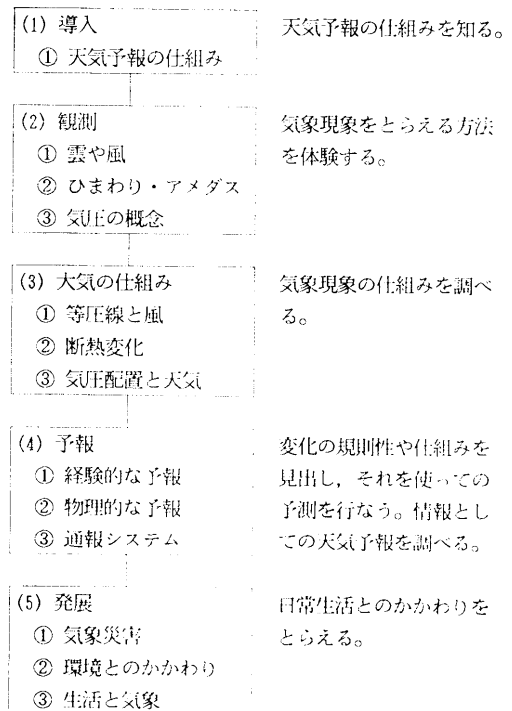 (1) 導入
① 天気予報の仕組み
天気予報の仕組みを知る。
(2) 観測
① 雲や風
② ひまわり・アメダス
③ 気圧の概念
気象現象をとらえる方法
を体験する。
(3) 大気の仕組み
① 等圧線と風
② 断熱変化
③ 気圧配置と天気
気象現象の仕組みを調べ
る。
(4) 予報
① 経験的な予報
② 物理的な予報
③ 通報システム
変化の規則性や仕組みを
見出し，それを使っての
予測を行なう。情報とし
ての天気予報を調べる。
(5) 発展
① 気象災害
② 環境とのかかわり
③ 生活と気象
日常生活とのかかわりを
とらえる。